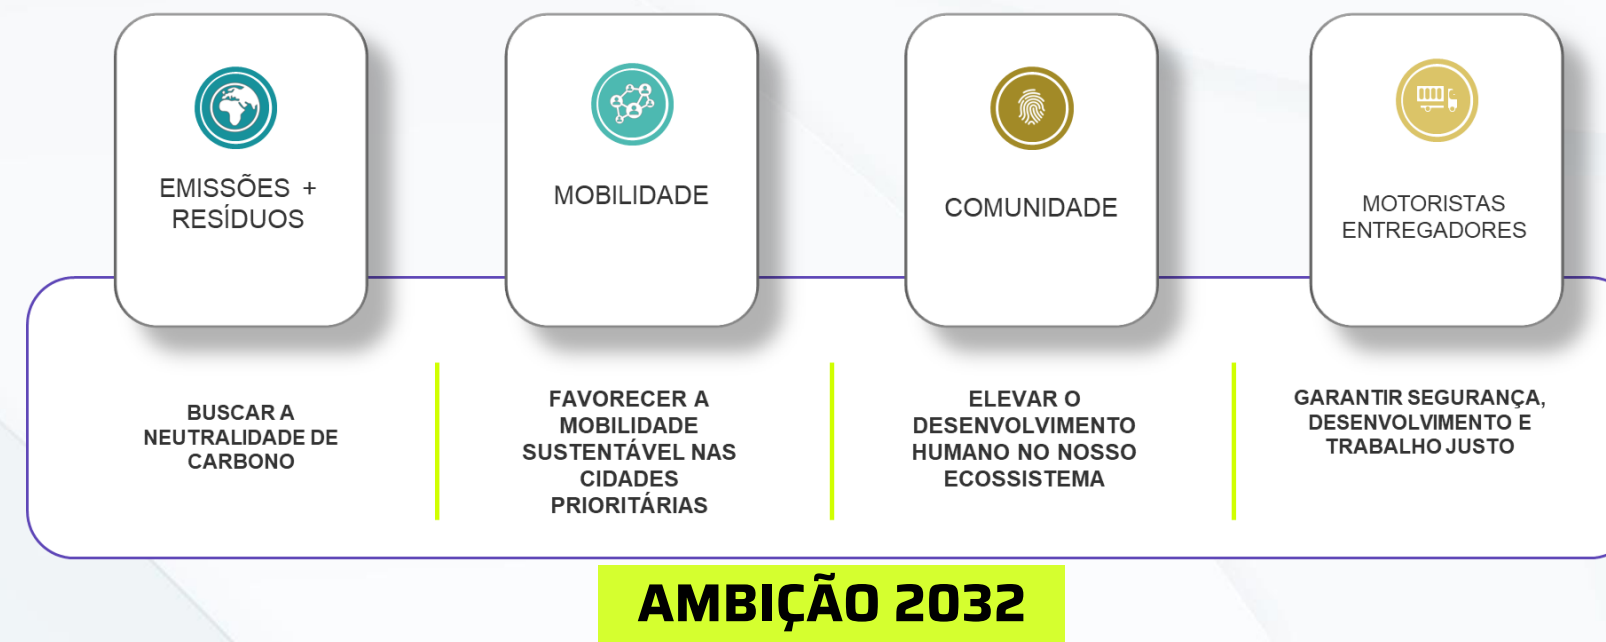 EMISSÕES +
RESÍDUOS
MOBILIDADE
COMUNIDADE
MOTORISTAS
ENTREGADORES
BUSCAR A
NEUTRALIDADE DE
CARBONO
FAVORECER A
MOBILIDADE
SUSTENTÁVEL NAS
CIDADES
PRIORITÁRIAS
ELEVAR O
DESENVOLVIMENTO
HUMANO NO NOSSO
ECOSSISTEMA
GARANTIR SEGURANÇA,
DESENVOLVIMENTO E
TRABALHO JUSTO
AMBIÇÃO 2032